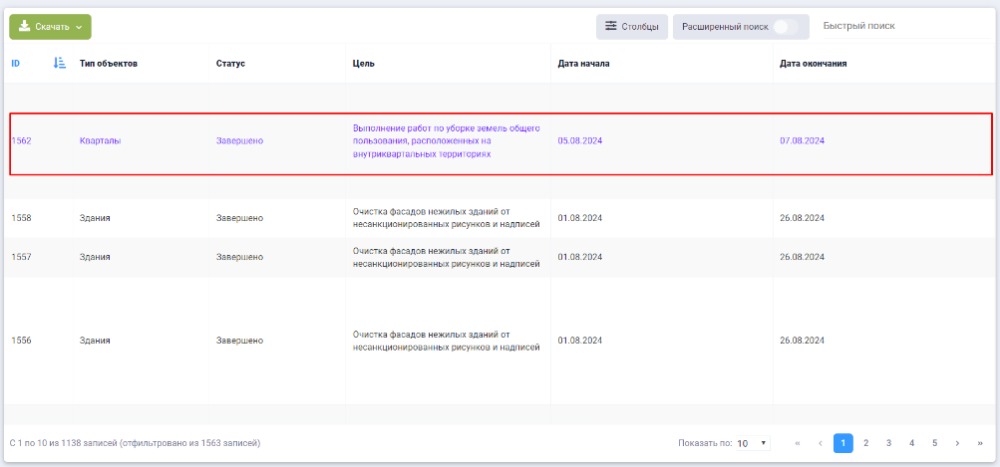 Скачать
Столбцы
Расширенный поиск
Быстрый поиск
ID Тип объектов Статус Цель Дата начала Дата окончания
1562 Кварталы Завершено Выполнение работ по уборке земель общего
пользования, расположенных на
внутриквартальных территориях 05.08.2024 07.08.2024
1558 Здания Завершено Очистка фасадов нежилых зданий от
несанкционированных рисунков и надписей 01.08.2024 26.08.2024
1557 Здания Завершено Очистка фасадов нежилых зданий от
несанкционированных рисунков и надписей 01.08.2024 26.08.2024
1556 Здания Завершено Очистка фасадов нежилых зданий от
несанкционированных рисунков и надписей 01.08.2024 26.08.2024
С 1 по 10 из 1138 записей (отфильтровано из 1563 записей)
Показать по: 10
« ‹ 1 2 3 4 5 › »